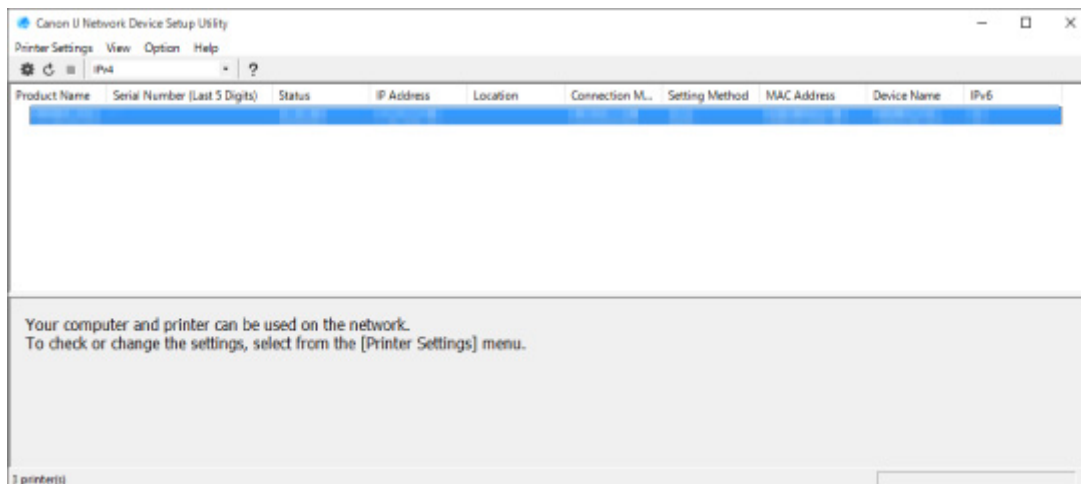 Canon IJ Network Device Setup Utility
Printer Settings View Option Help
IPv4 ?
Product Name Serial Number (Last 5 Digits) Status IP Address Location Connection M... Setting Method MAC Address Device Name IPv6
Your computer and printer can be used on the network.
To check or change the settings, select from the [Printer Settings] menu.
1 printer(s)